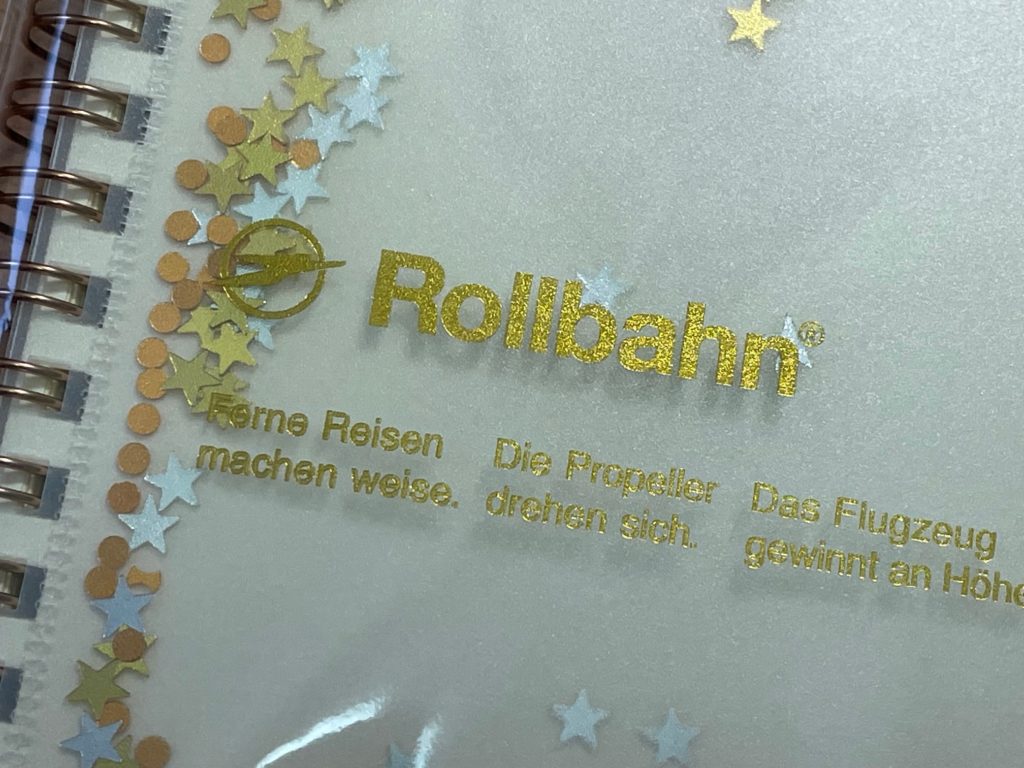 Rollbahn®
Ferne Reisen
machen weise.
Die Propeller
drehen sich.
Das Flugzeug
gewinnt an Höhe